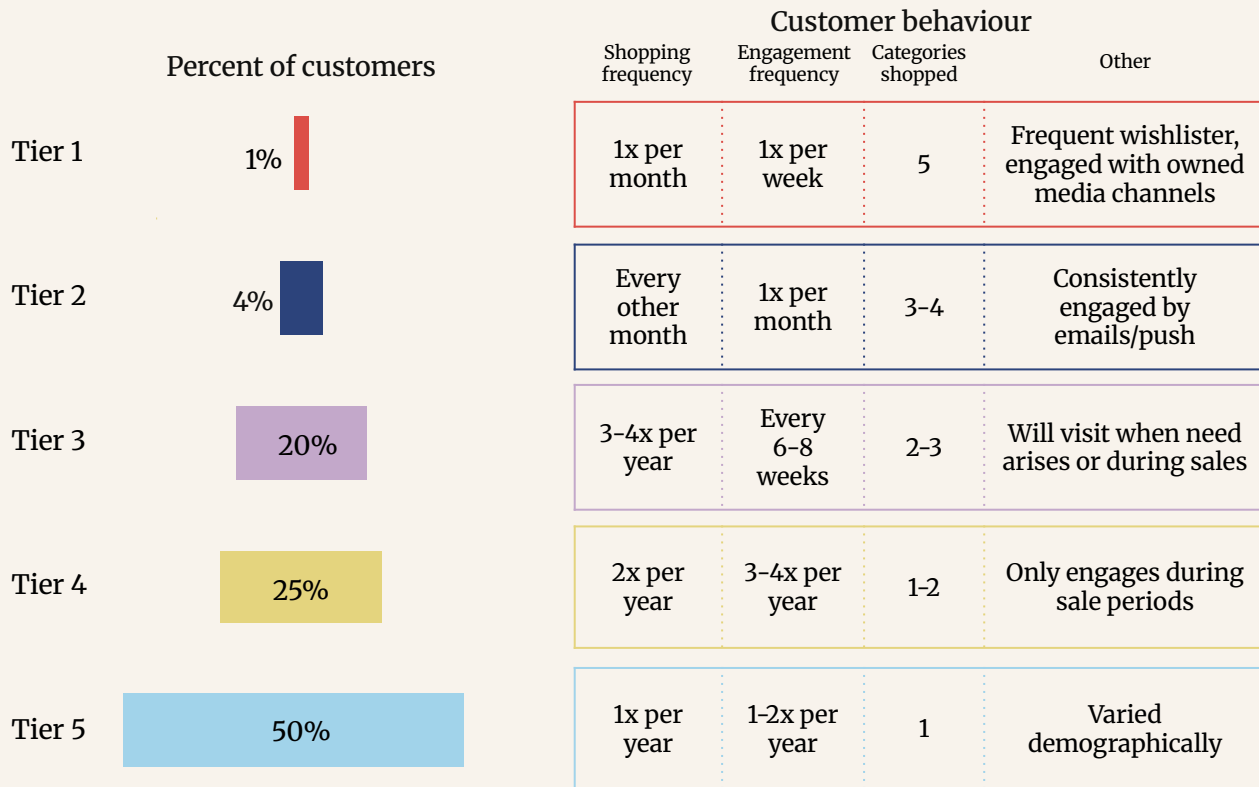 Customer behaviour
Percent of customers
Shopping
frequency
Engagement
frequency
Categories
shopped
Other
Tier 1
1%
1x per
month
1x per
week
5
Frequent wishlister,
engaged with owned
media channels
Tier 2
4%
Every
other
month
1x per
month
3-4
Consistently
engaged by
emails/push
Tier 3
20%
3-4x per
year
Every
6-8
weeks
2-3
Will visit when need
arises or during sales
Tier 4
25%
2x per
year
3-4x per
year
1-2
Only engages during
sale periods
Tier 5
50%
1x per
year
1-2x per
year
1
Varied
demographically